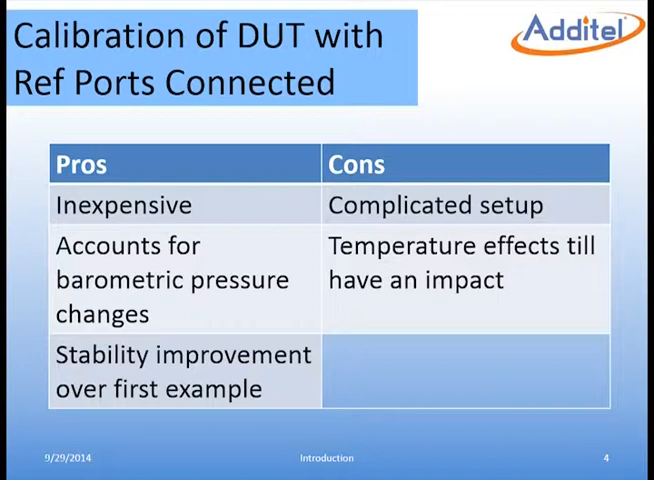 Calibration of DUT with
Ref Ports Connected
Additel
Pros
Cons
Inexpensive
Complicated setup
Accounts for
barometric pressure
changes
Temperature effects till
have an impact
Stability improvement
over first example
9/29/2014
Introduction
4